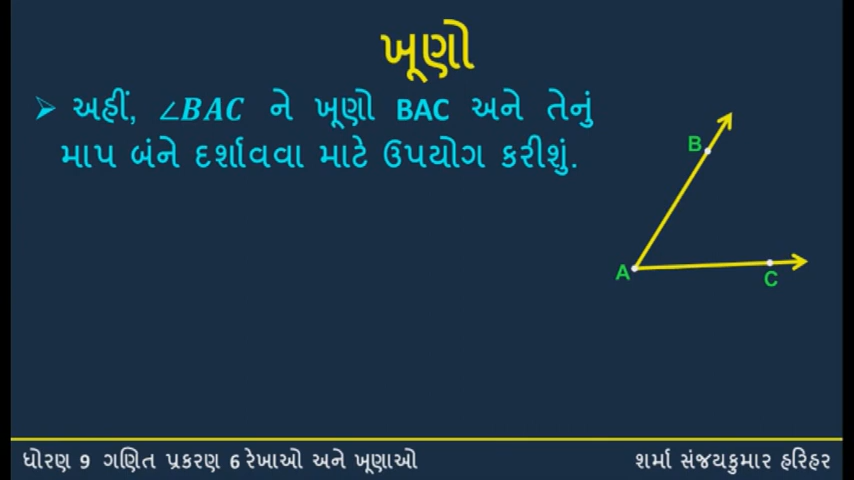 ખૂણો
➢ અહીં, ∠BAC ને ખૂણો BAC અને તેનું
માપ બંને દર્શાવવા માટે ઉપયોગ કરીશું.
B
A
C
ધોરણ 9 ગણિત પ્રકરણ 6 રેખાઓ અને ખૂણાઓ
શર્મા સંજયકુમાર હરિહર